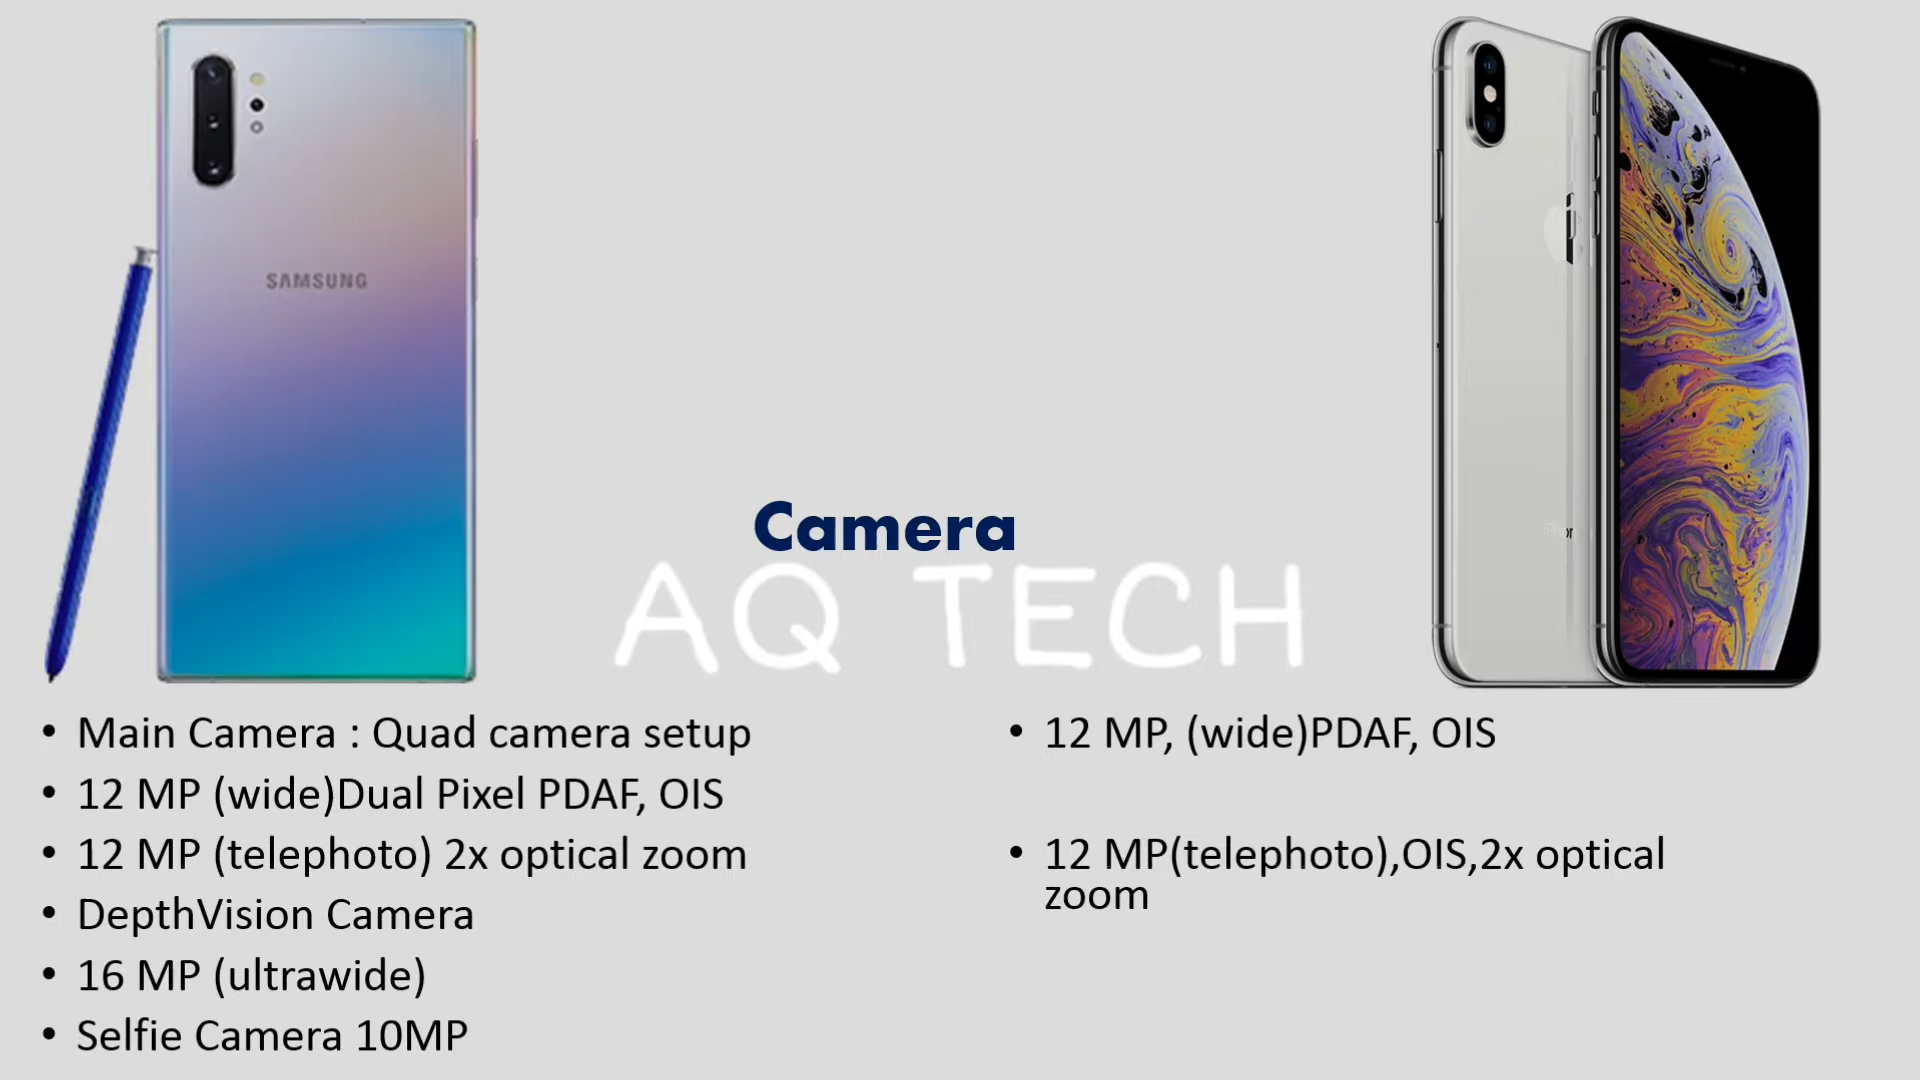 SAMSUNG
Camera
AQ TECH
• Main Camera : Quad camera setup
• 12 MP (wide)Dual Pixel PDAF, OIS
• 12 MP (telephoto) 2x optical zoom
• DepthVision Camera
• 16 MP (ultrawide)
• Selfie Camera 10MP
• 12 MP, (wide)PDAF, OIS
• 12 MP(telephoto),OIS,2x optical
zoom